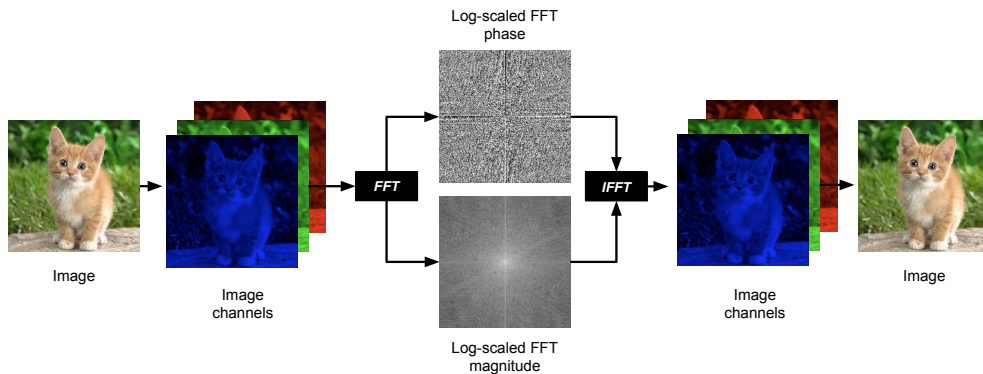 Log-scaled FFT
phase
FFT
IFFT
Image
Image
channels
Log-scaled FFT
magnitude
Image
channels
Image